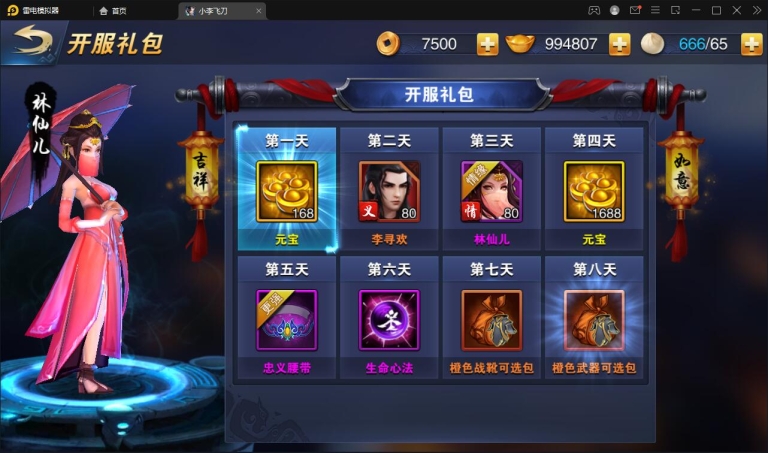 雷电模拟器 首页 小李飞刀
开服礼包 7500 994807 666/65
林仙儿
吉祥
开服礼包
如意
第一天 第二天 第三天 第四天
情缘
168 义 80 情 80 1688
元宝 李寻欢 林仙儿 元宝
第五天 第六天 第七天 第八天
更强
忠义腰带 生命心法 橙色战靴可选包 橙色武器可选包